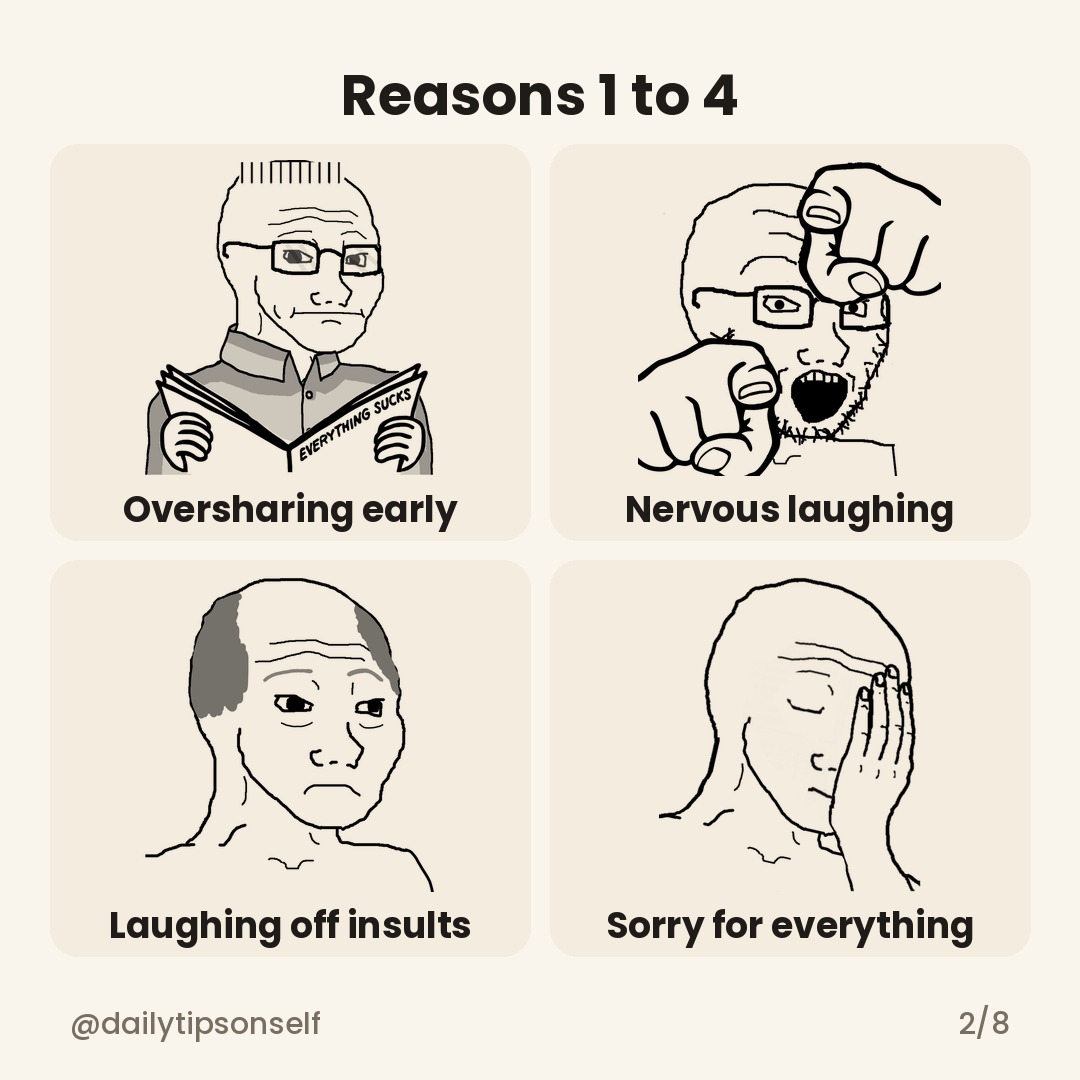 Reasons 1 to 4
EVERYTHING SUCKS
Oversharing early
Nervous laughing
Laughing off insults
Sorry for everything
@dailytipsonself
2/8